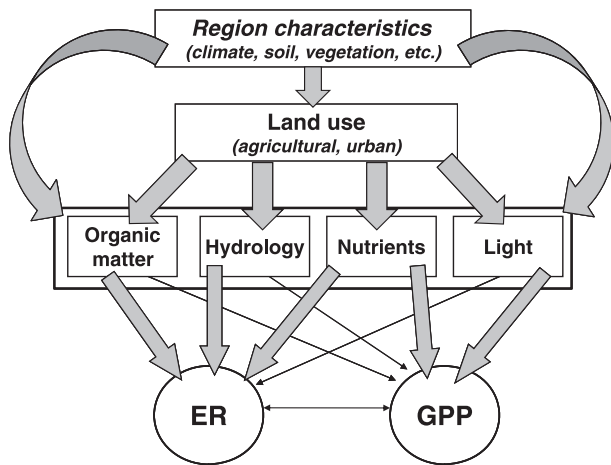 Region characteristics
(climate, soil, vegetation, etc.)
Land use
(agricultural, urban)
Organic
matter
Hydrology
Nutrients
Light
ER
GPP